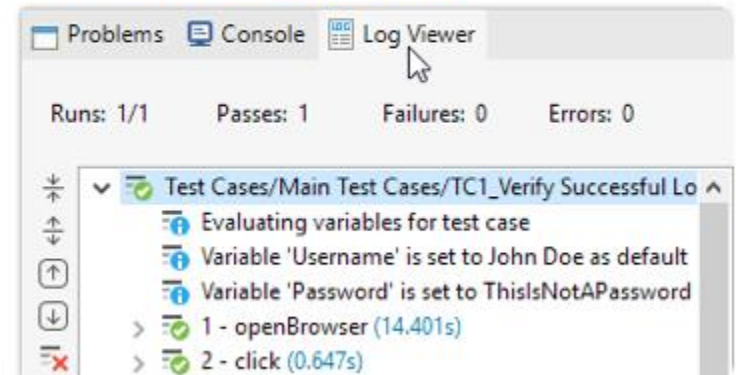 Problems Console LOG Log Viewer
Runs: 1/1 Passes: 1 Failures: 0 Errors: 0
Test Cases/Main Test Cases/TC1_Verify Successful Lo
Evaluating variables for test case
Variable 'Username' is set to John Doe as default
Variable 'Password' is set to ThisIsNotAPassword
1 - openBrowser (14.401s)
2 - click (0.647s)